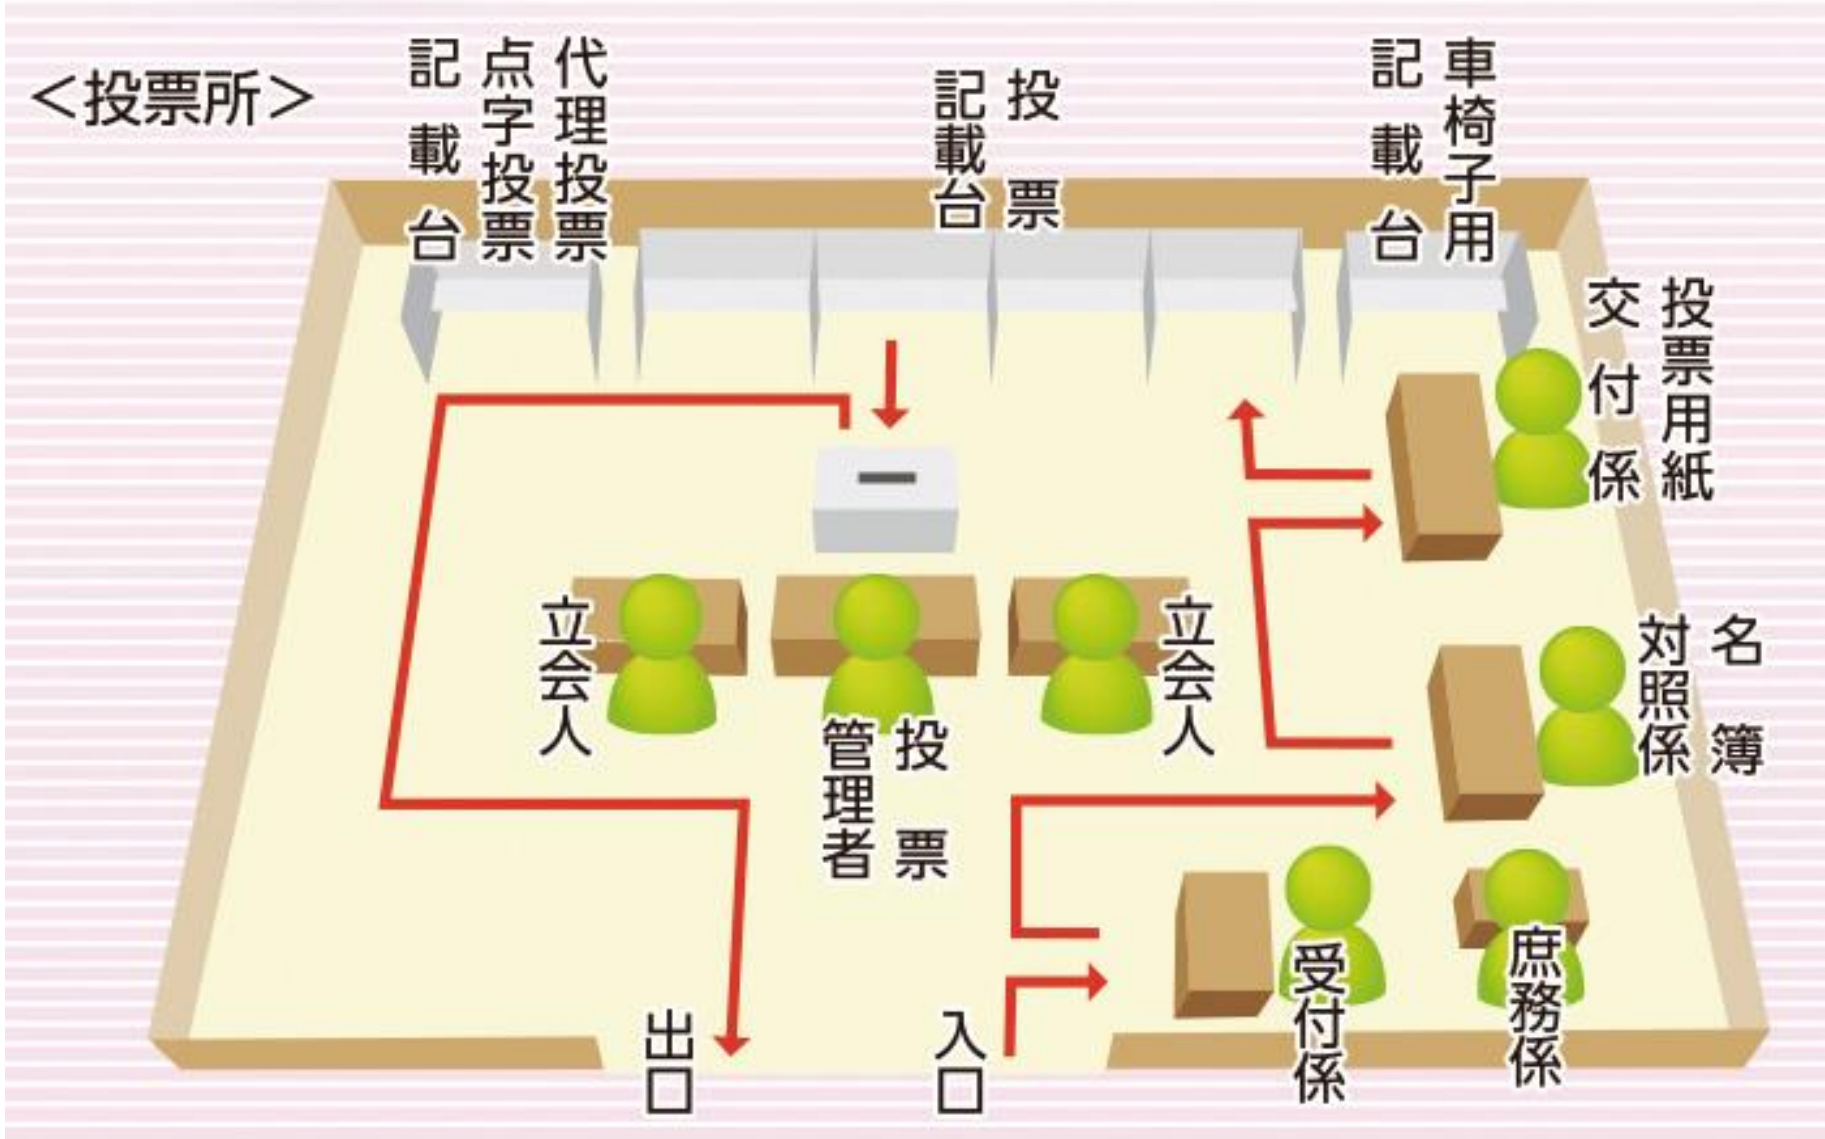 ＜投票所＞
代理投票
点字投票
記載台
投票
記載台
車椅子用
記載台
投票用紙
交付係
名簿
対照係
立会人
投票
管理者
立会人
受付係
庶務係
入口
出口